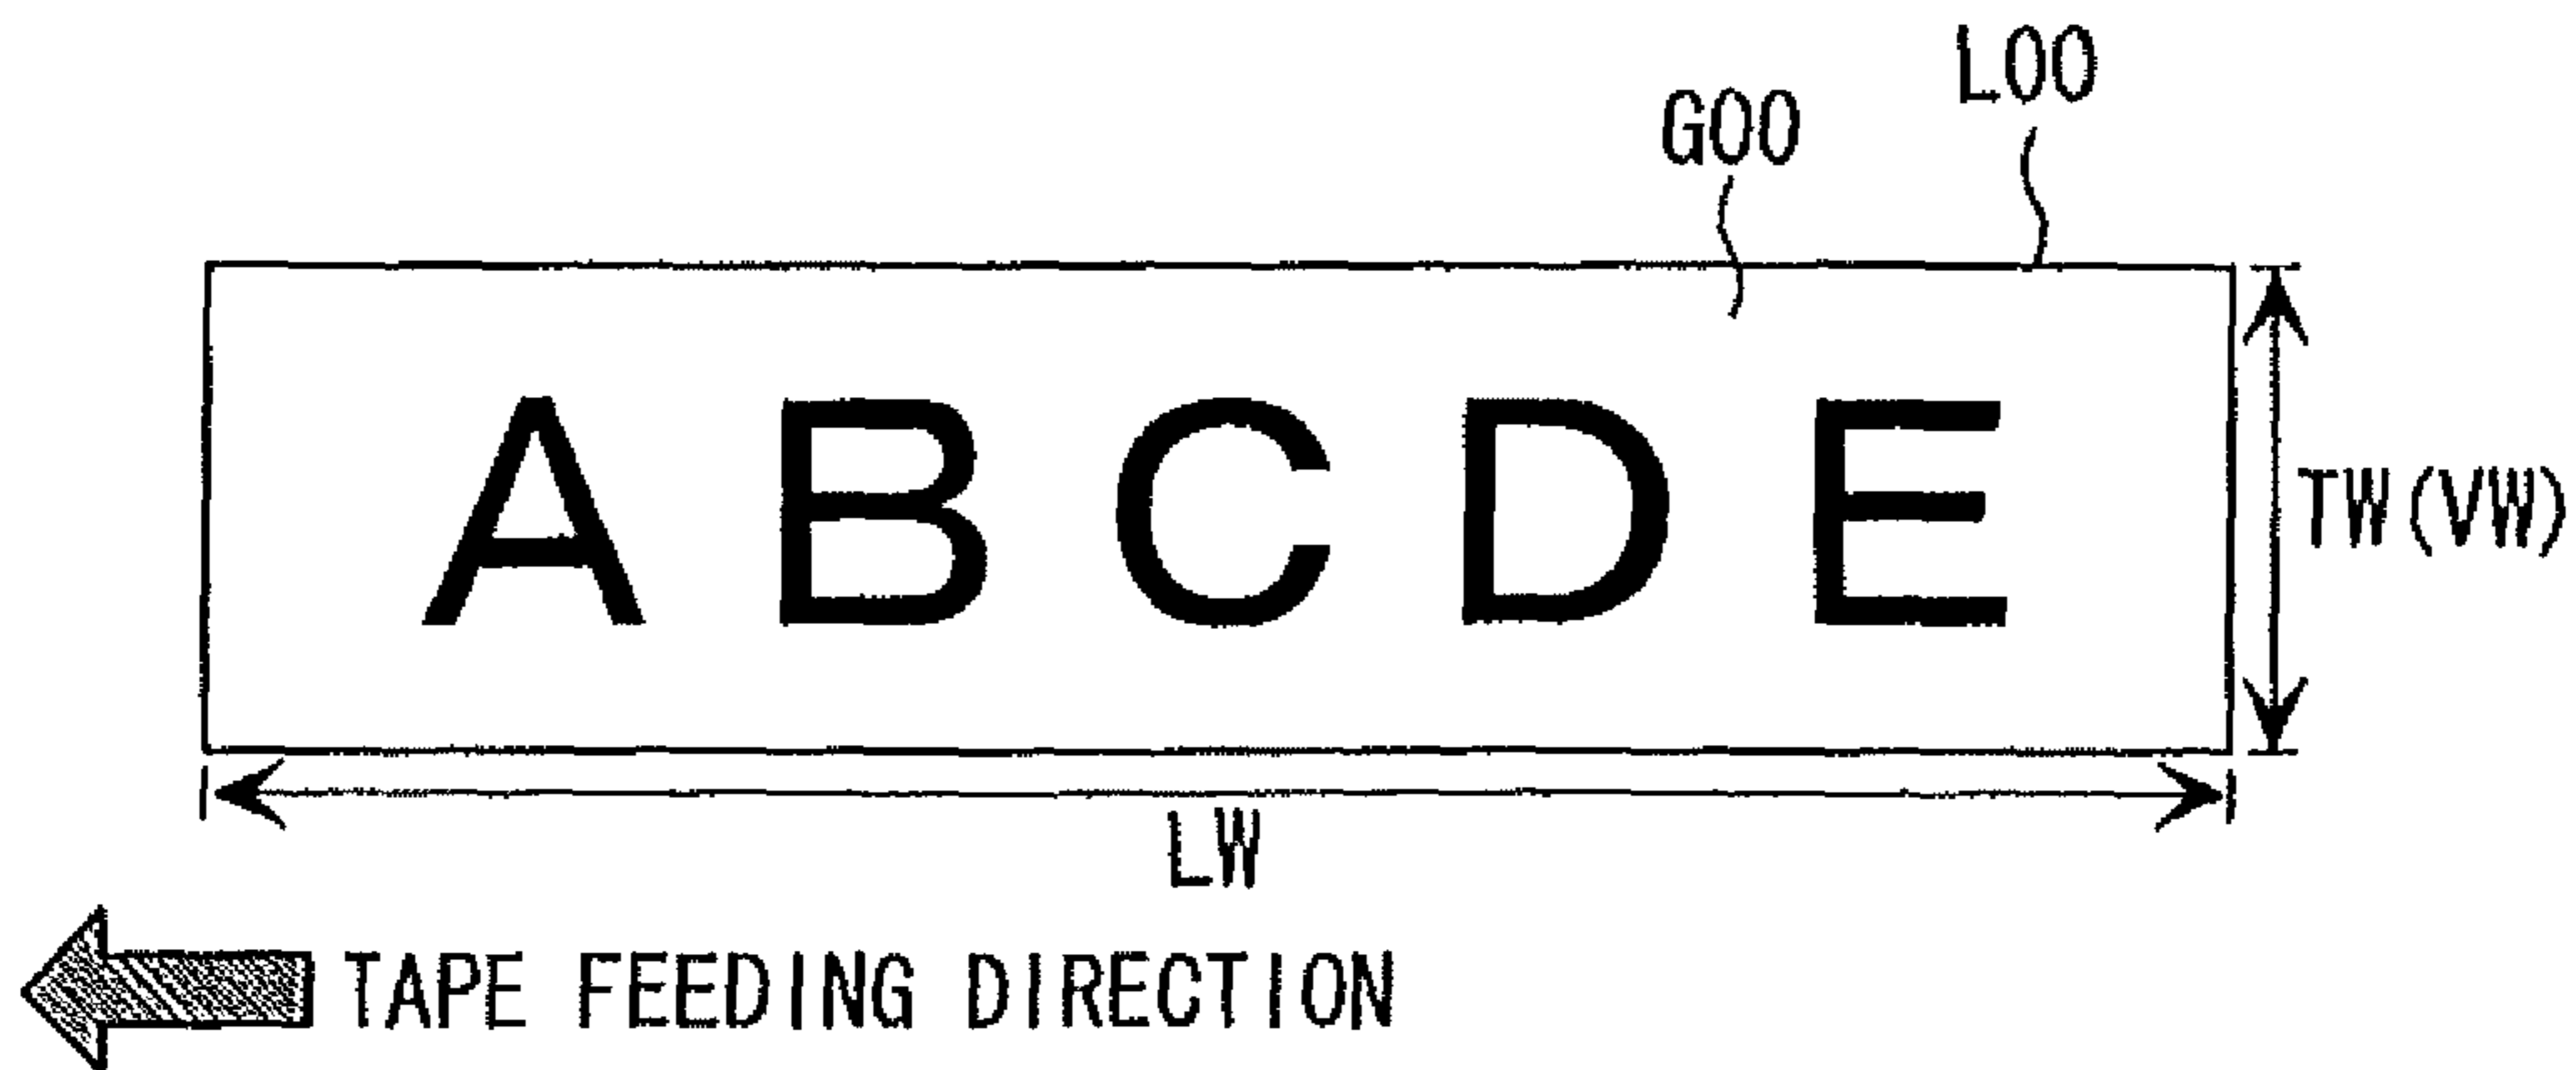 L00
G00
ABCDE
TW(VW)
LW
TAPE FEEDING DIRECTION